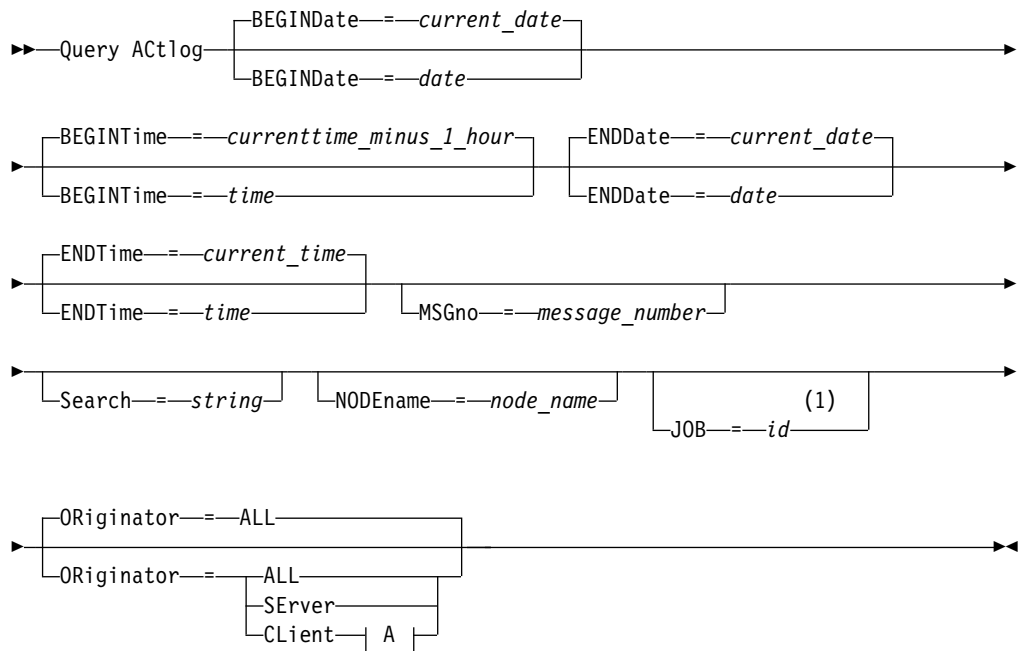 BEGINDate = current_date
Query ACtlog
BEGINDate = date
BEGINTime = currenttime_minus_1_hour ENDDate = current_date
BEGINTime = time ENDDate = date
ENDTime = current_time
ENDTime = time MSGno = message_number
Search = string NODEname = node_name (1)
JOB = id
ORiginator = ALL
ORiginator = ALL
SErver
CLient A